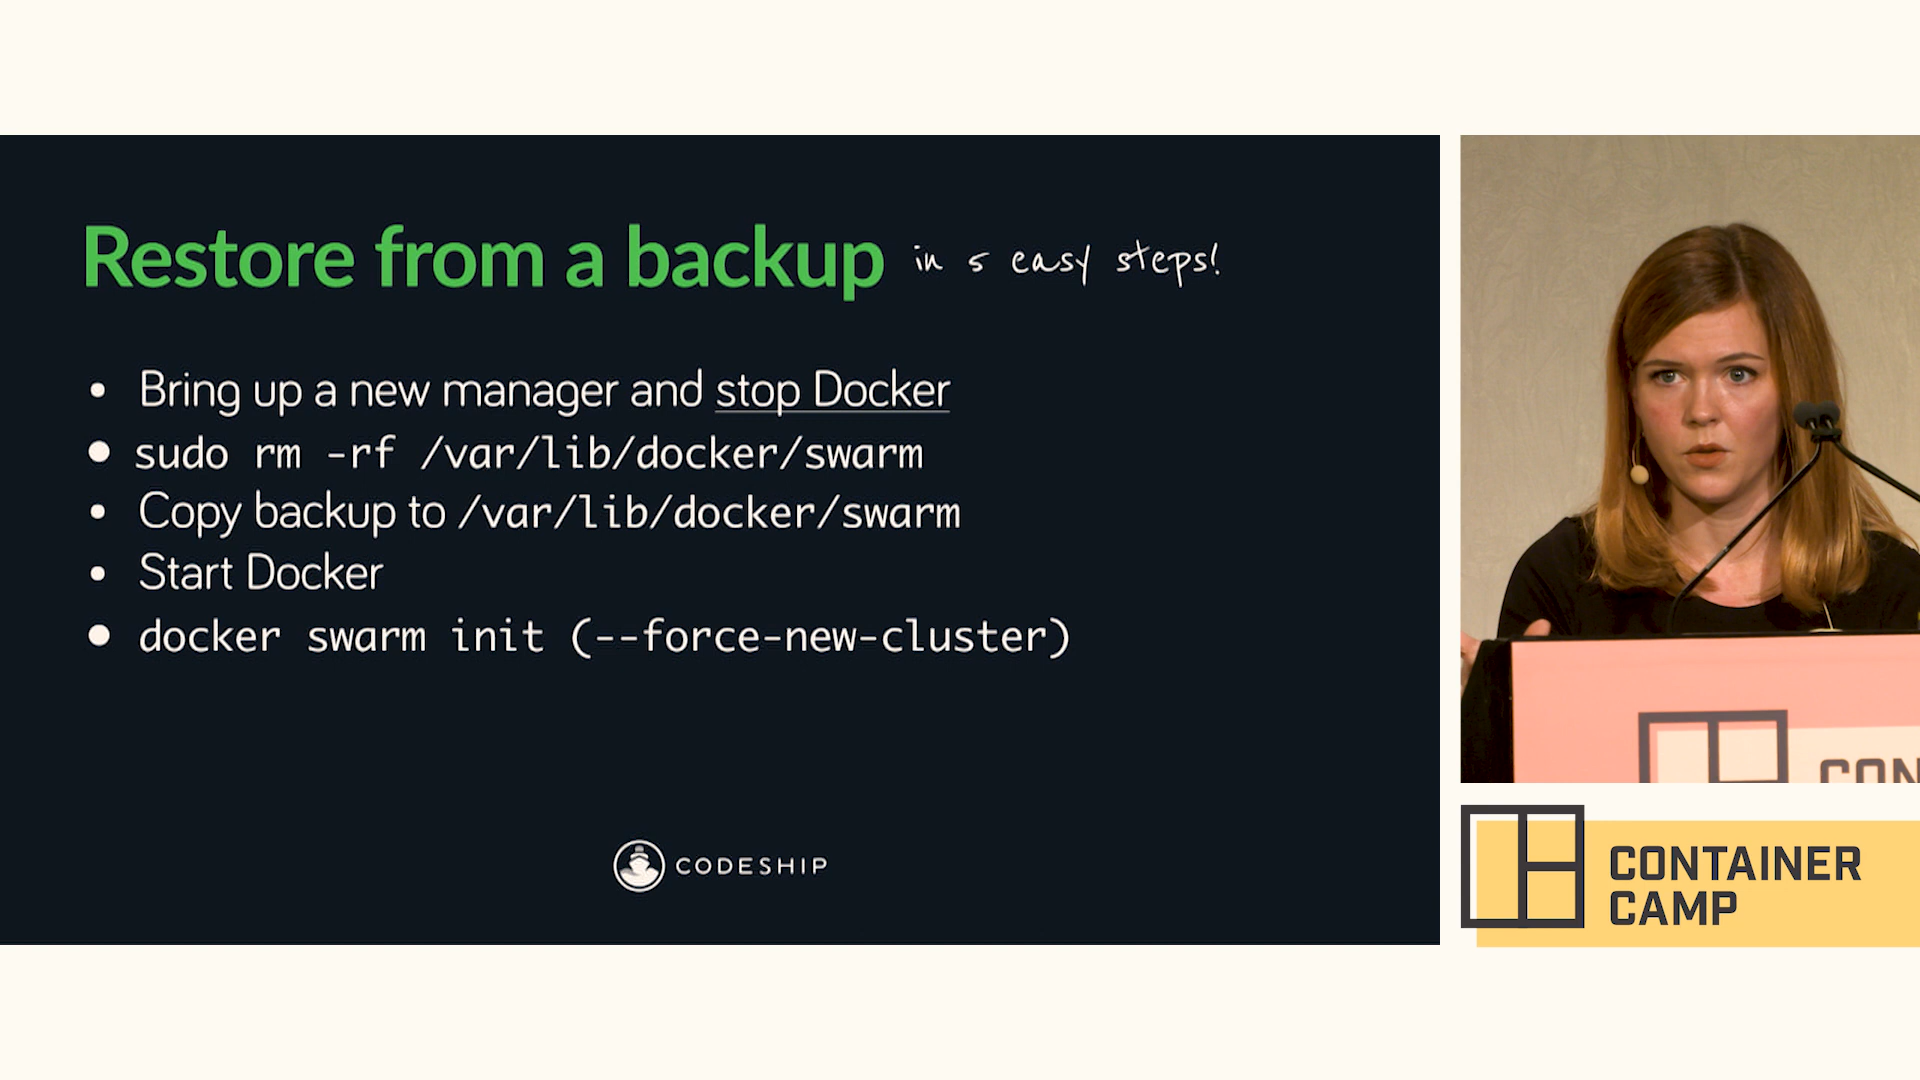 Restore from a backup in 5 easy steps!
• Bring up a new manager and stop Docker
• sudo rm -rf /var/lib/docker/swarm
• Copy backup to /var/lib/docker/swarm
• Start Docker
• docker swarm init (--force-new-cluster)
CODESHIP
CON
CONTAINER
CAMP